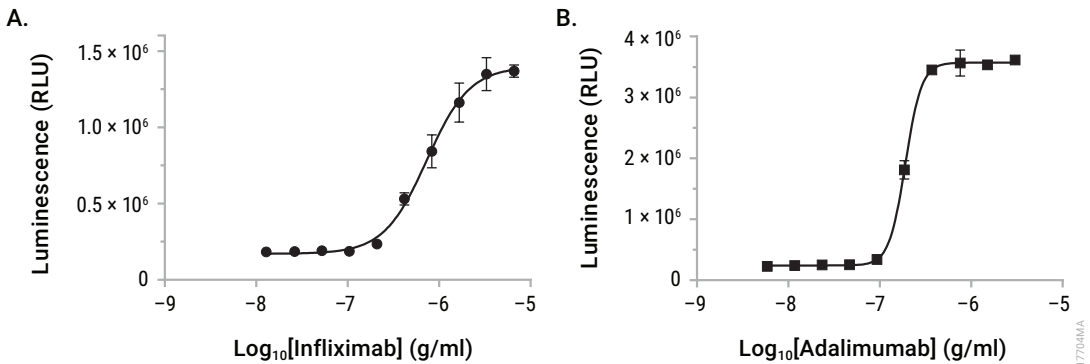 A.
Luminescence (RLU)
1.5 × 10⁶
1.0 × 10⁶
0.5 × 10⁶
0
−9
−8
−7
−6
−5
Log₁₀[Infliximab] (g/ml)
B.
Luminescence (RLU)
4 × 10⁶
3 × 10⁶
2 × 10⁶
1 × 10⁶
0
−9
−8
−7
−6
−5
Log₁₀[Adalimumab] (g/ml)
7704MA